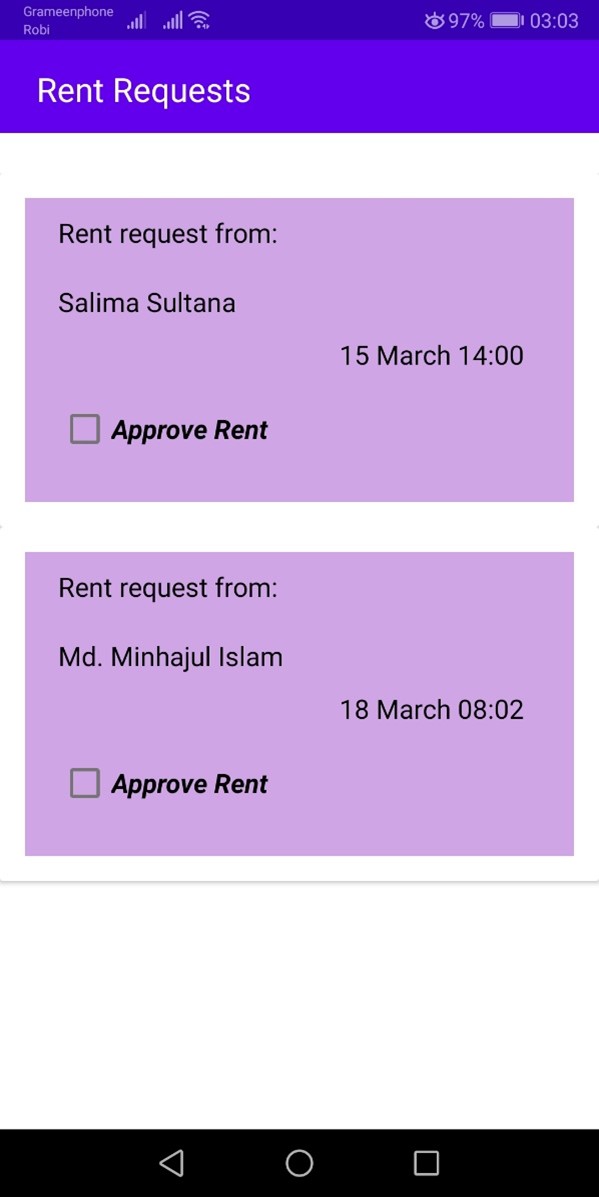 Grameenphone
Robi
97% 03:03
Rent Requests
Rent request from:
Salima Sultana
15 March 14:00
Approve Rent
Rent request from:
Md. Minhajul Islam
18 March 08:02
Approve Rent